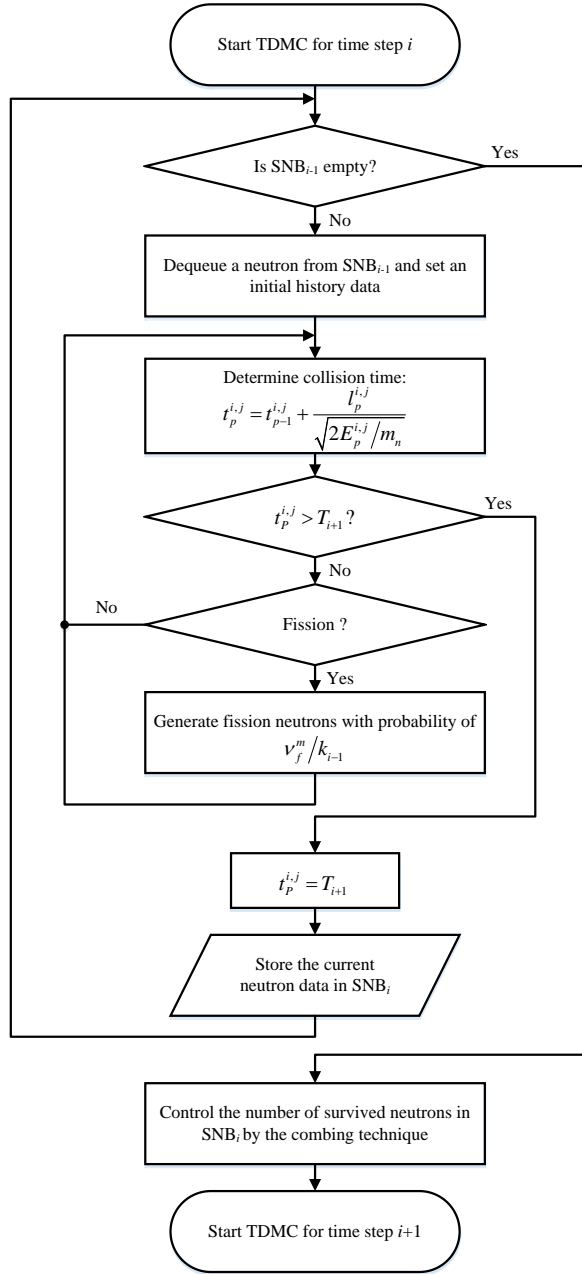 Start TDMC for time step i
Is SNB_{i-1} empty?
Yes
No
Dequeue a neutron from SNB_{i-1} and set an
initial history data
Determine collision time:
t_p^{i,j} = t_{p-1}^{i,j} + l_p^{i,j} / √(2E_p^{i,j}/m_n)
t_P^{i,j} > T_{i+1} ?
Yes
No
No
Fission ?
Yes
Generate fission neutrons with probability of
ν_f^m / k_{i-1}
t_P^{i,j} = T_{i+1}
Store the current
neutron data in SNB_i
Control the number of survived neutrons in
SNB_i by the combing technique
Start TDMC for time step i+1